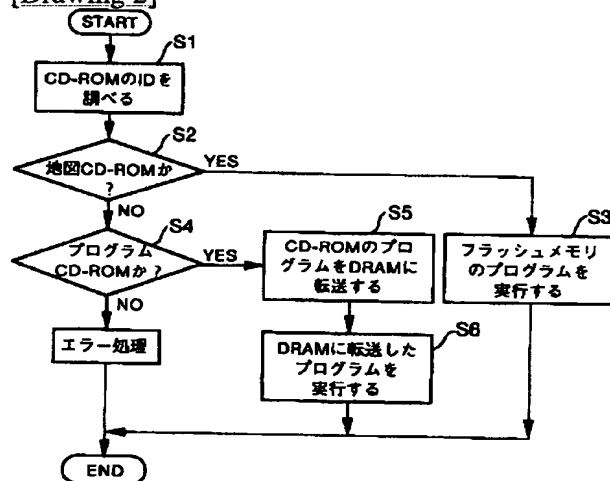 [Drawing 2]
START
S1
CD-ROMのIDを
調べる
S2
地図CD-ROMか
?
YES
NO
S4
プログラム
CD-ROMか ?
YES
NO
S5
CD-ROMのプロ
グラムをDRAMに
転送する
S3
フラッシュメモリ
のプログラムを
実行する
エラー処理
S6
DRAMに転送した
プログラムを
実行する
END